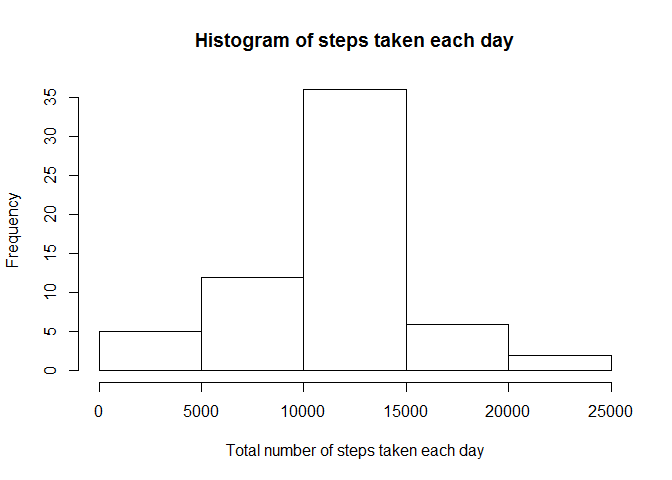 Histogram of steps taken each day
Frequency
35
30
25
20
15
10
5
0
0 5000 10000 15000 20000 25000
Total number of steps taken each day